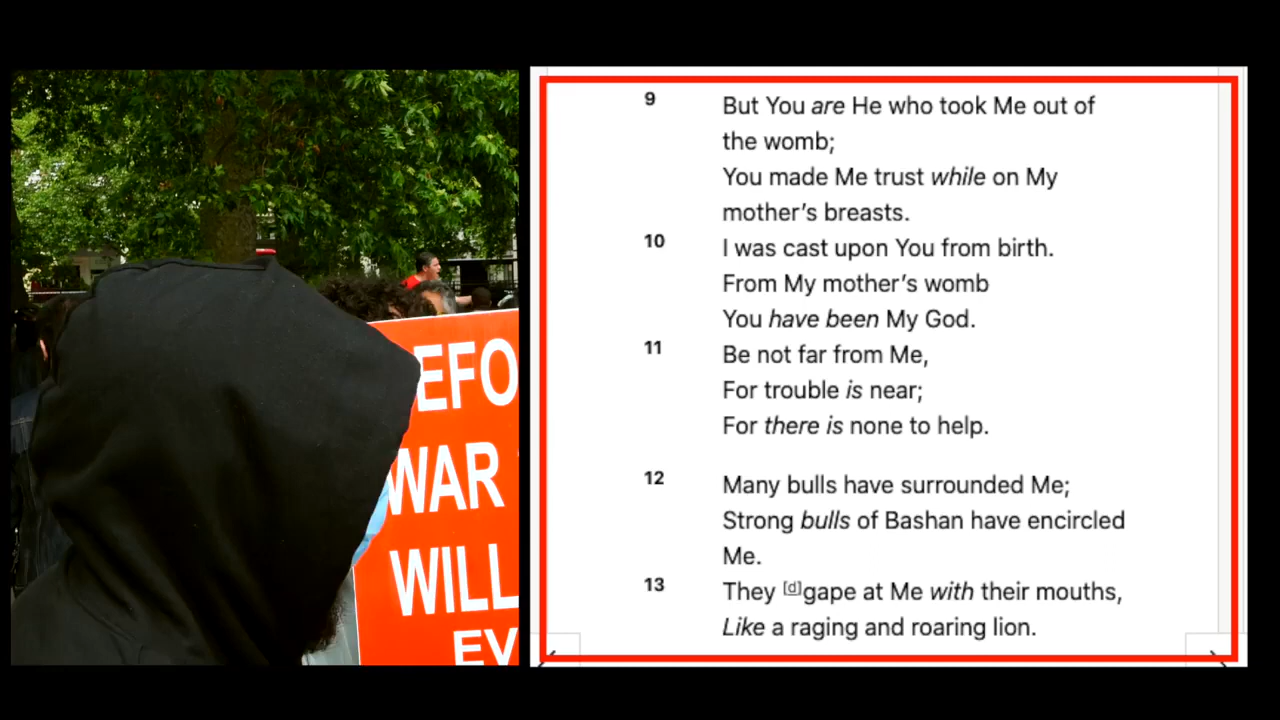 EFO
WAR
WILL
EV
9 But You are He who took Me out of
the womb;
You made Me trust while on My
mother’s breasts.
10 I was cast upon You from birth.
From My mother’s womb
You have been My God.
11 Be not far from Me,
For trouble is near;
For there is none to help.
12 Many bulls have surrounded Me;
Strong bulls of Bashan have encircled
Me.
13 They [d]gape at Me with their mouths,
Like a raging and roaring lion.